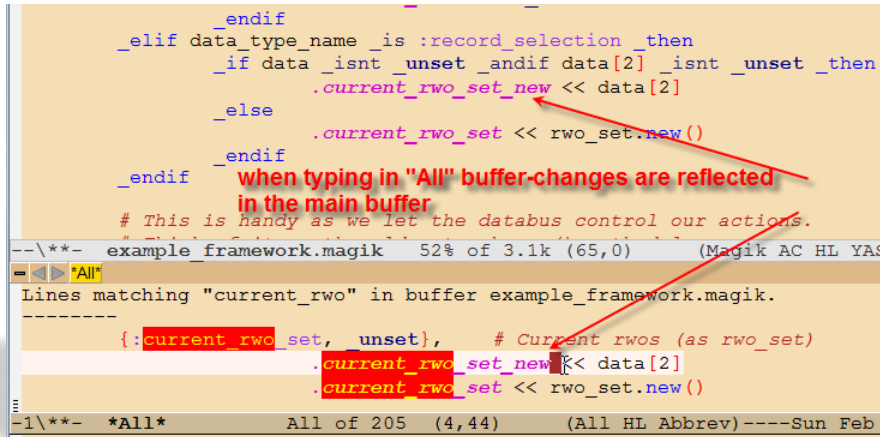 _endif
_elif data_type_name _is :record_selection _then
_if data _isnt _unset _andif data[2] _isnt _unset _then
.current_rwo_set_new << data[2]
_else
.current_rwo_set << rwo_set.new()
_endif
_endif
when typing in "All" buffer-changes are reflected
in the main buffer
# This is handy as we let the databus control our actions.
--\**- example_framework.magik 52% of 3.1k (65,0) (Magik AC HL YAS
*All*
Lines matching "current_rwo" in buffer example_framework.magik.
--------
{:current_rwo_set, _unset}, # Current rwos (as rwo_set)
.current_rwo_set_new << data[2]
.current_rwo_set << rwo_set.new()
-1\**- *All* All of 205 (4,44) (All HL Abbrev)----Sun Feb